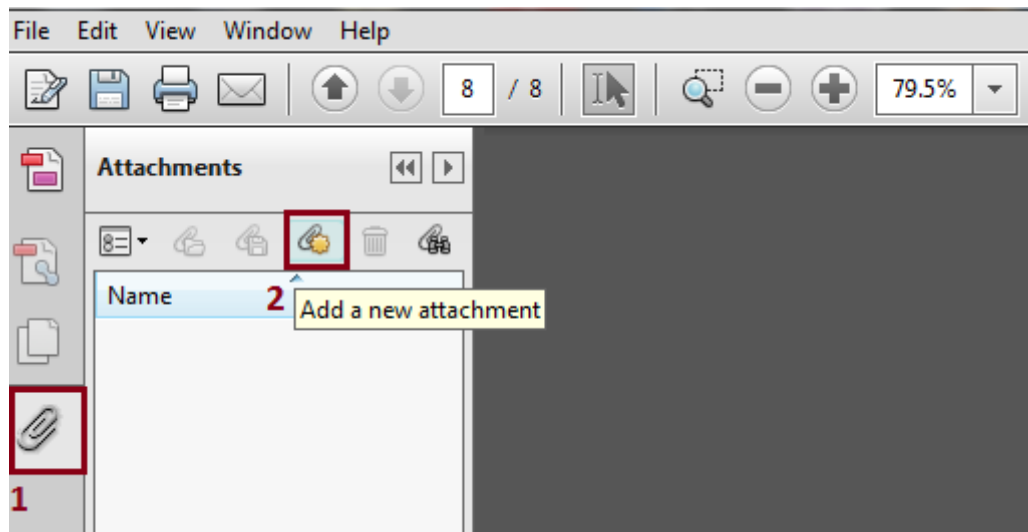 File Edit View Window Help
8 / 8 79.5%
Attachments
Name 2 Add a new attachment
1